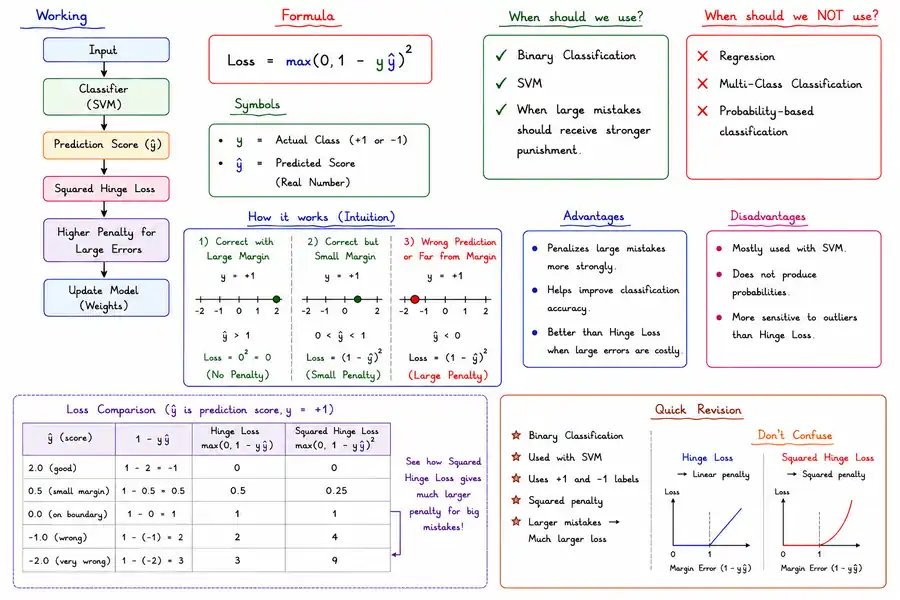 Working
Input
Classifier
(SVM)
Prediction Score (ŷ)
Squared Hinge Loss
Higher Penalty for
Large Errors
Update Model
(Weights)
Formula
Loss = max(0, 1 - yŷ)²
Symbols
• y = Actual Class (+1 or -1)
• ŷ = Predicted Score
(Real Number)
When should we use?
✓ Binary Classification
✓ SVM
✓ When large mistakes
should receive stronger
punishment.
When should we NOT use?
✗ Regression
✗ Multi-Class Classification
✗ Probability-based
classification
How it works (Intuition)
1) Correct with
Large Margin
y = +1
-2 -1 0 1 2
ŷ > 1
Loss = 0² = 0
(No Penalty)
2) Correct but
Small Margin
y = +1
-2 -1 0 1 2
0 < ŷ < 1
Loss = (1 - ŷ)²
(Small Penalty)
3) Wrong Prediction
or Far from Margin
y = +1
-2 -1 0 1 2
ŷ < 0
Loss = (1 - ŷ)²
(Large Penalty)
Advantages
• Penalizes large mistakes
more strongly.
• Helps improve classification
accuracy.
• Better than Hinge Loss
when large errors are costly.
Disadvantages
• Mostly used with SVM.
• Does not produce
probabilities.
• More sensitive to outliers
than Hinge Loss.
Loss Comparison (ŷ is prediction score, y = +1)
ŷ (score) 1 - yŷ Hinge Loss max(0, 1 - yŷ) Squared Hinge Loss max(0, 1 - yŷ)²
2.0 (good) 1 - 2 = -1 0 0
0.5 (small margin) 1 - 0.5 = 0.5 0.5 0.25
0.0 (on boundary) 1 - 0 = 1 1 1
-1.0 (wrong) 1 - (-1) = 2 2 4
-2.0 (very wrong) 1 - (-2) = 3 3 9
See how Squared
Hinge Loss gives
much larger
penalty for big
mistakes!
Quick Revision
☆ Binary Classification
☆ Used with SVM
☆ Uses +1 and -1 labels
☆ Squared penalty
☆ Larger mistakes →
Much larger loss
Don't Confuse
Hinge Loss
→ Linear penalty
Loss
0 1
Margin Error (1 - yŷ)
Squared Hinge Loss
→ Squared penalty
Loss
0 1
Margin Error (1 - yŷ)